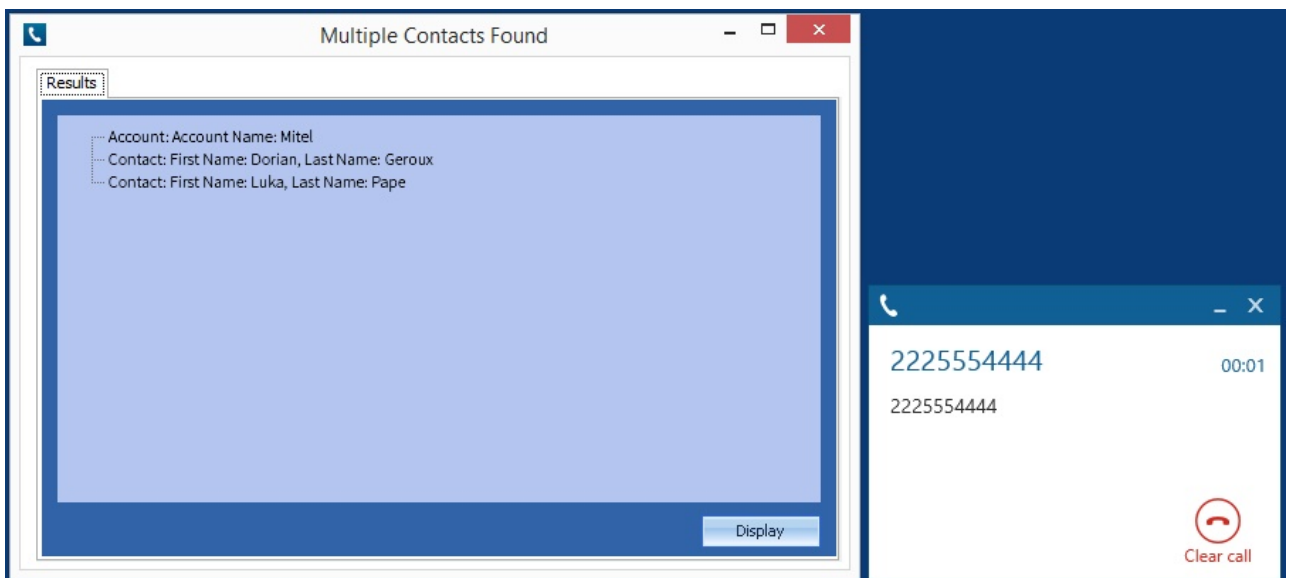 Multiple Contacts Found
Results
Account: Account Name: Mitel
Contact: First Name: Dorian, Last Name: Geroux
Contact: First Name: Luka, Last Name: Pape
Display
2225554444 00:01
2225554444
Clear call